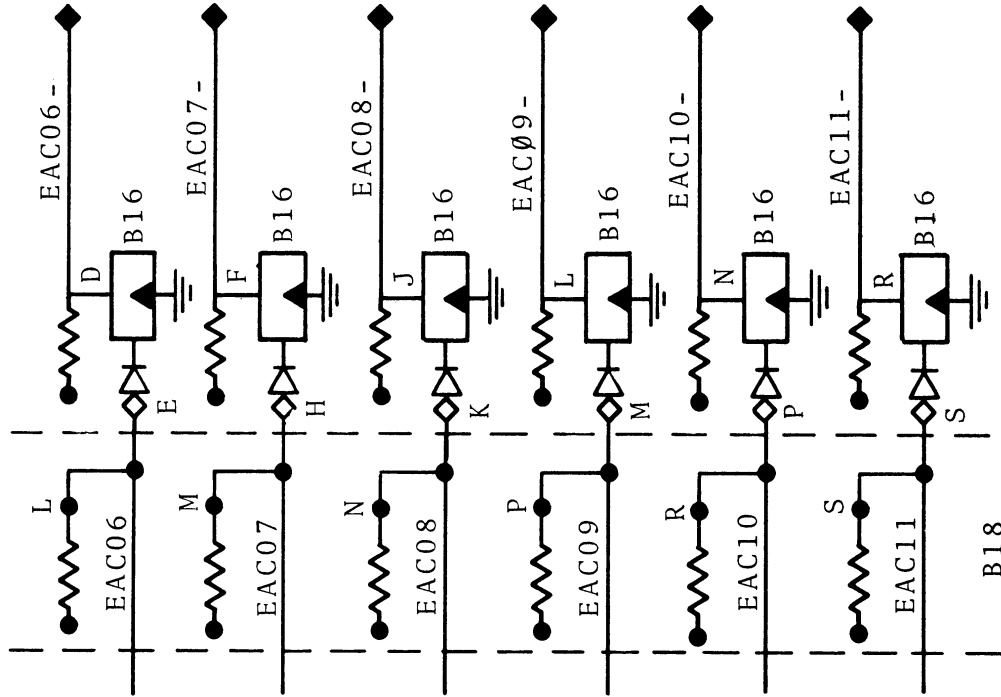 L
EAC06-
D
EAC06
B16
E
M
EAC07-
F
EAC07
B16
H
N
EAC08-
J
EAC08
B16
K
P
EACØ9-
L
EAC09
B16
M
R
EAC10-
N
EAC10
B16
P
S
EAC11-
R
EAC11
B16
S
B18